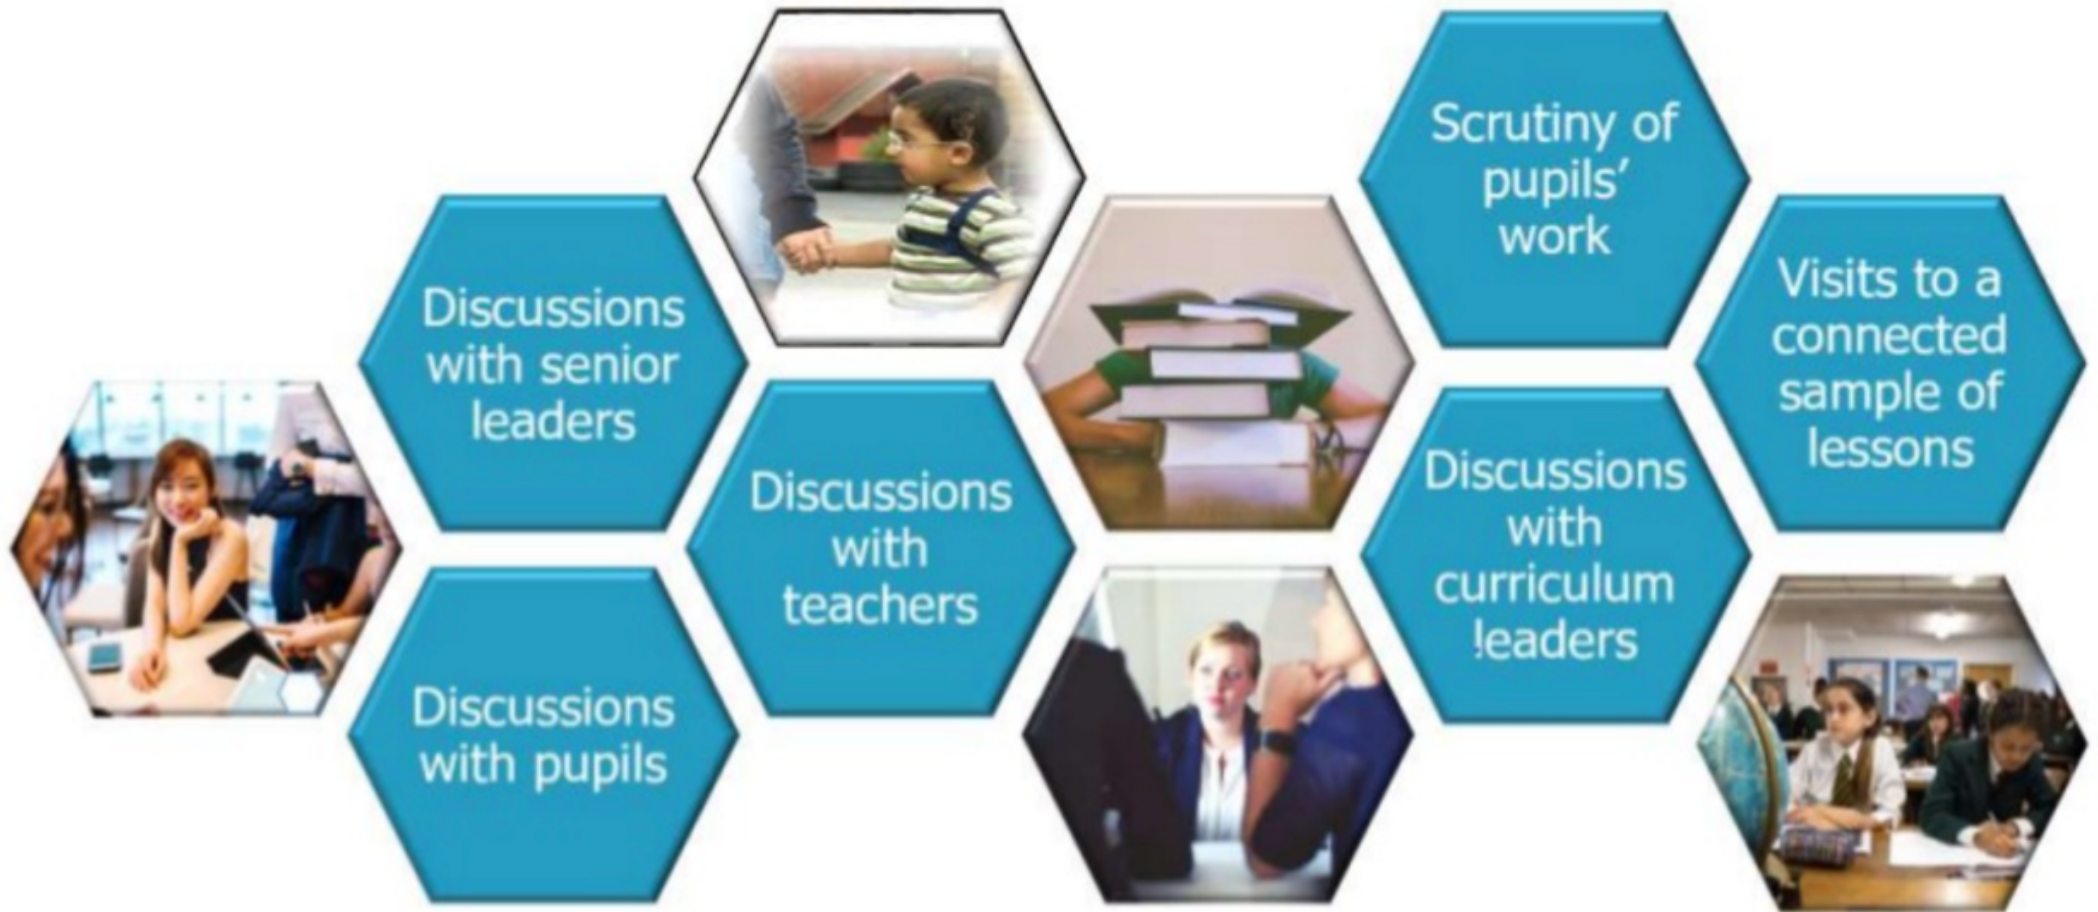 Discussions
with senior
leaders
Discussions
with pupils
Discussions
with
teachers
Scrutiny of
pupils’
work
Discussions
with
curriculum
leaders
Visits to a
connected
sample of
lessons